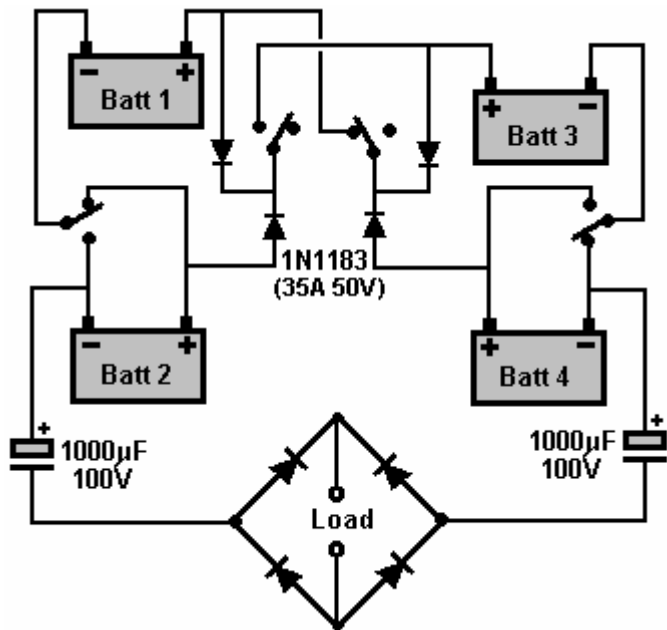 - +
Batt 1
+ -
Batt 3
1N1183
(35A 50V)
- +
Batt 2
+ -
Batt 4
+
1000µF
100V
+
1000µF
100V
Load